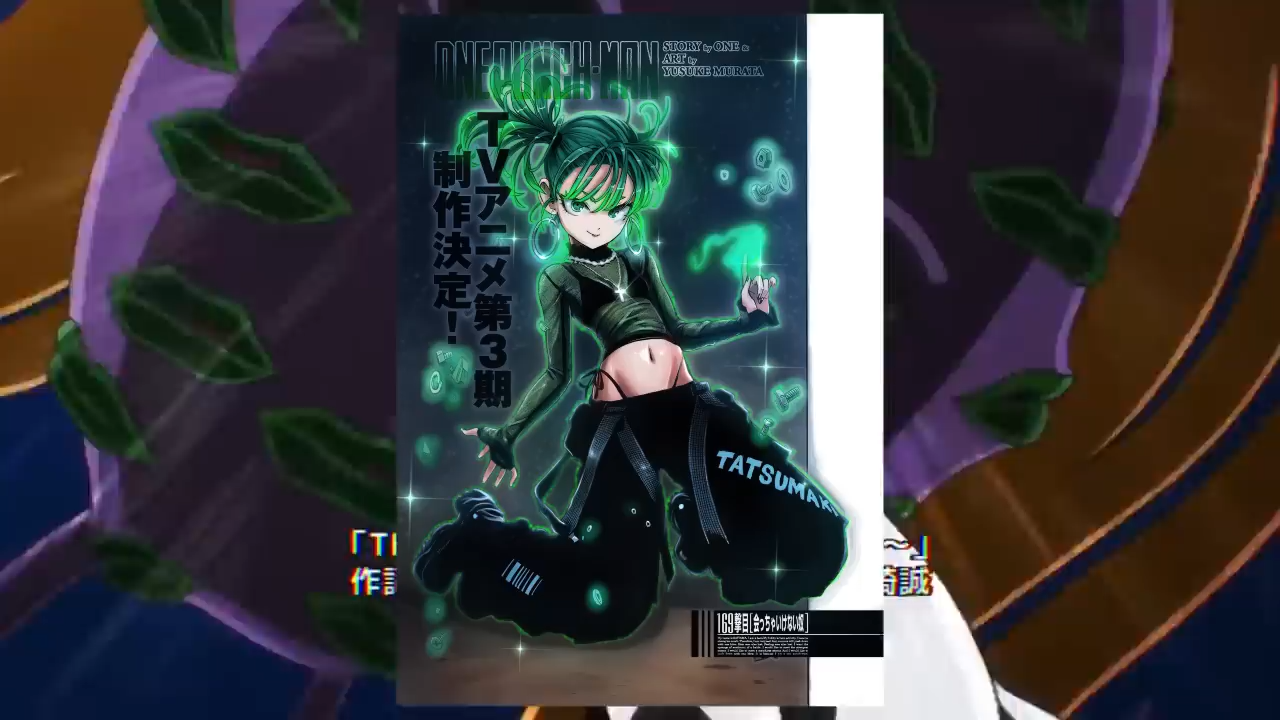 ONEPUNCH-MAN
STORY by ONE &
ART by
YUSUKE MURATA
TVアニメ第3期
制作決定!
TATSUMAKI
「T
～」
作詞
誠
169撃目[会っちゃいけない奴]